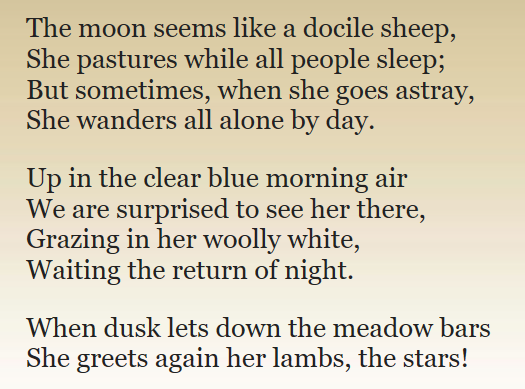 The moon seems like a docile sheep,
She pastures while all people sleep;
But sometimes, when she goes astray,
She wanders all alone by day.
Up in the clear blue morning air
We are surprised to see her there,
Grazing in her woolly white,
Waiting the return of night.
When dusk lets down the meadow bars
She greets again her lambs, the stars!